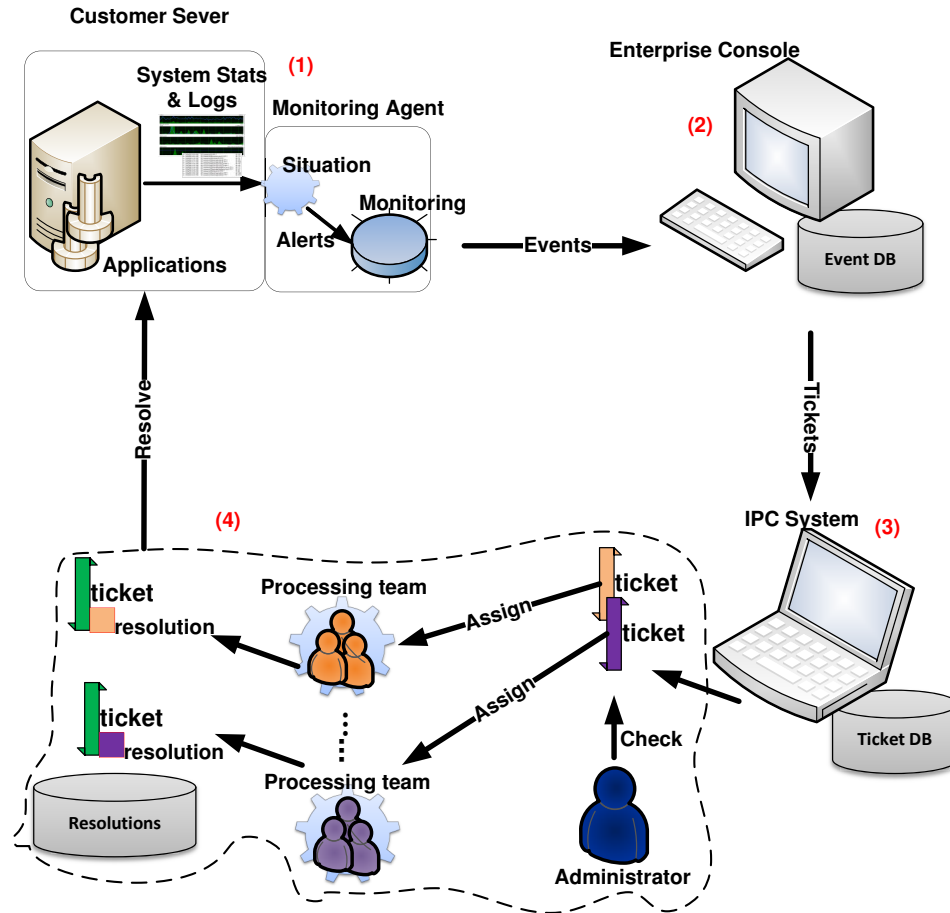 Customer Sever
(1)
System Stats
& Logs
Monitoring Agent
Situation
Monitoring
Alerts
Applications
Events
Enterprise Console
(2)
Event DB
Tickets
IPC System
(3)
Ticket DB
Resolve
(4)
ticket
resolution
Processing team
Assign
ticket
ticket
Assign
ticket
resolution
Processing team
Check
Administrator
Resolutions